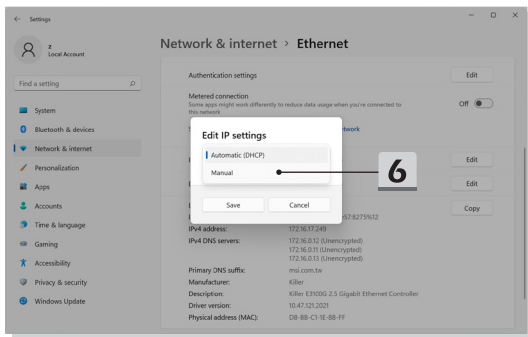 Settings
z
Local Account
Find a setting
System
Bluetooth & devices
Network & internet
Personalization
Apps
Accounts
Time & language
Gaming
Accessibility
Privacy & security
Windows Update
Network & internet › Ethernet
Authentication settings
Edit
Metered connection
Some apps might work differently to reduce data usage when you're connected to
this network
Off
Edit IP settings
Automatic (DHCP)
Manual
6
Save
Cancel
Edit
Edit
Copy
IPv4 address: 172.16.17.249
IPv4 DNS servers: 172.16.0.12 (Unencrypted)
172.16.0.11 (Unencrypted)
172.16.0.13 (Unencrypted)
Primary DNS suffix: msi.com.tw
Manufacturer: Killer
Description: Killer E3100G 2.5 Gigabit Ethernet Controller
Driver version: 10.47.121.2021
Physical address (MAC): D8-BB-C1-1E-8B-FF